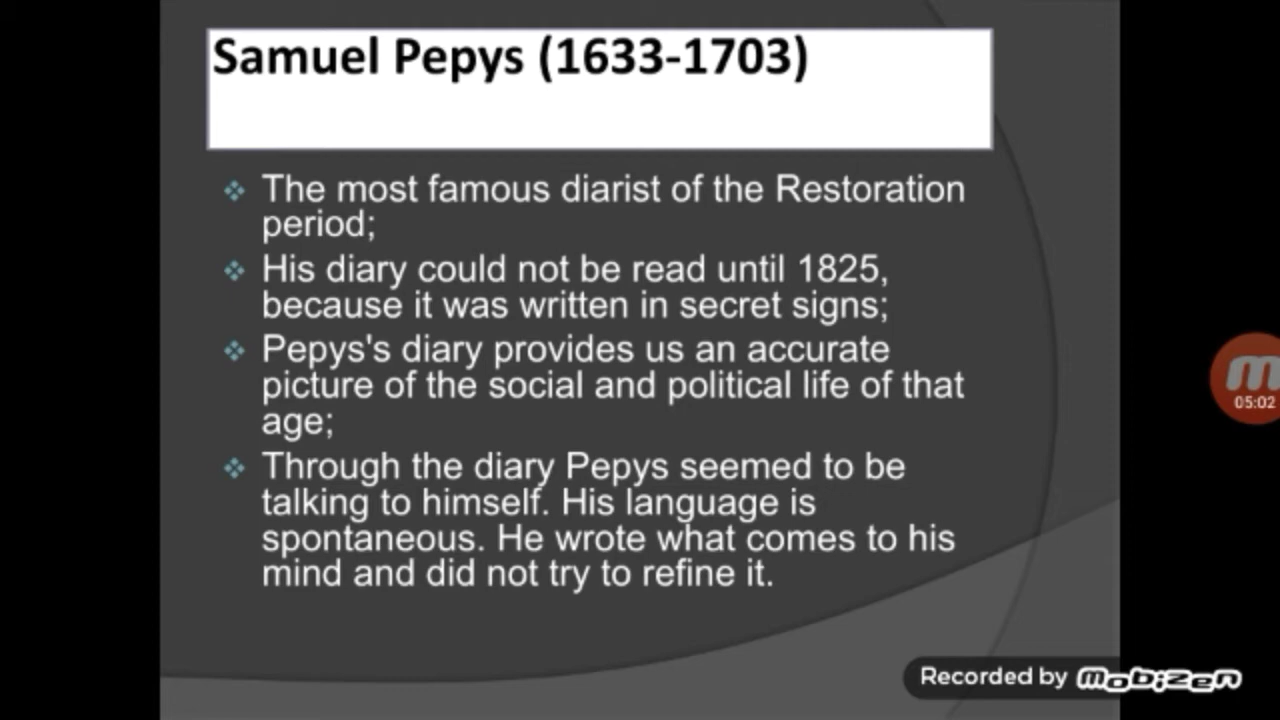 Samuel Pepys (1633-1703)
❖ The most famous diarist of the Restoration
period;
❖ His diary could not be read until 1825,
because it was written in secret signs;
❖ Pepys's diary provides us an accurate
picture of the social and political life of that
age;
❖ Through the diary Pepys seemed to be
talking to himself. His language is
spontaneous. He wrote what comes to his
mind and did not try to refine it.
m
05:02
Recorded by mobizen